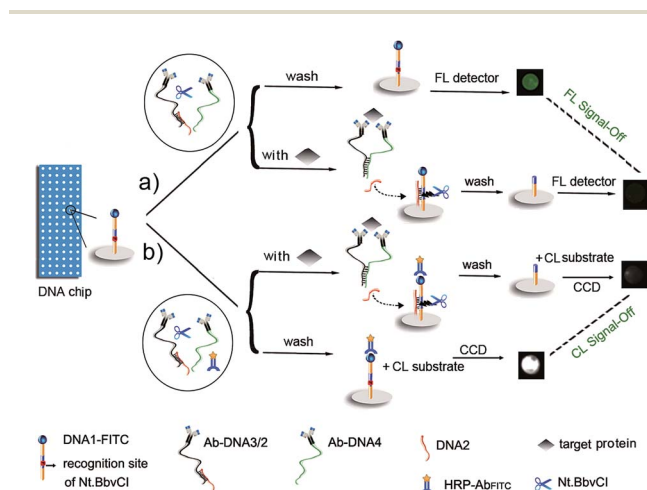 wash
FL detector
FL Signal-Off
a)
with
wash
FL detector
b)
DNA chip
with
wash
+CL substrate
CCD
CL Signal-Off
wash
+ CL substrate
CCD
DNA1-FITC
recognition site
of Nt.BbvCI
Ab-DNA3/2
Ab-DNA4
DNA2
target protein
HRP-AbFITC
Nt.BbvCI